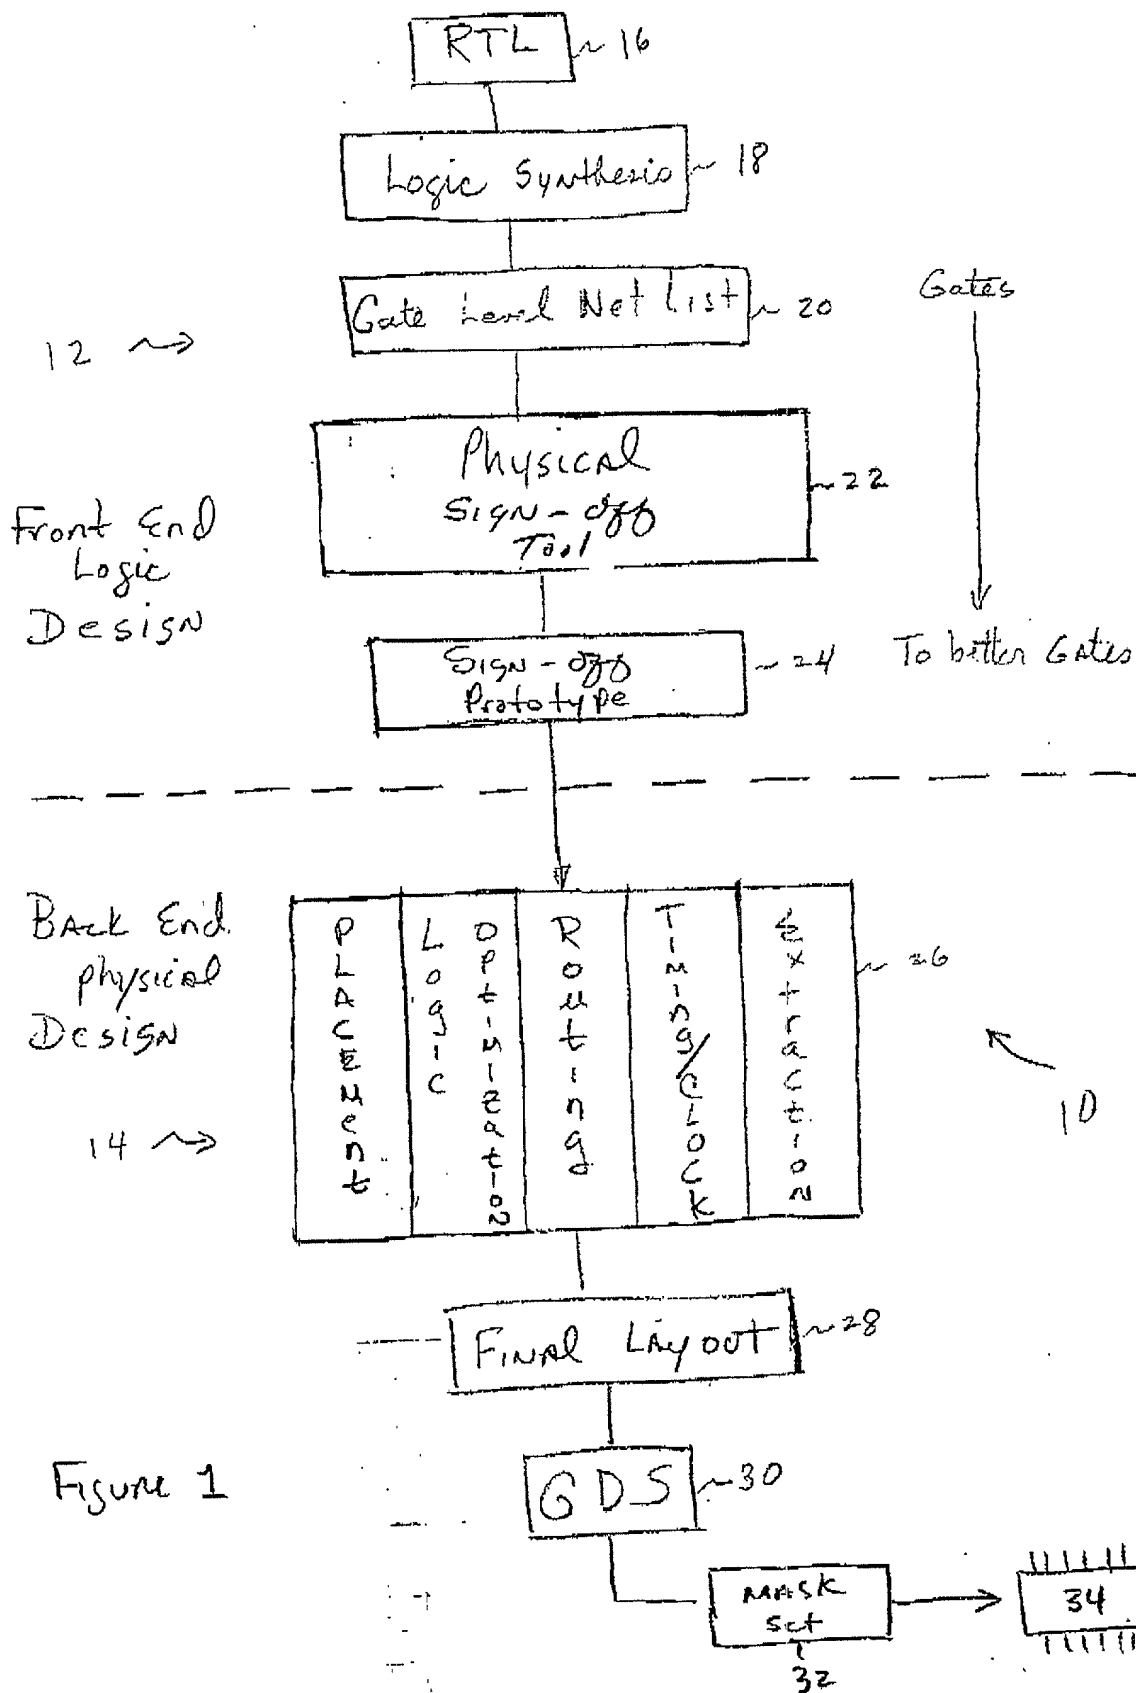 RTL 16
Logic Synthesis 18
Gate Level Net List 20
Gates
12
Physical
Sign-off
Tool
22
Front End
Logic
Design
Sign-off
Prototype
24
To better Gates
Back End
physical
Design
14
Placement
Logic
Optimization
Routing
Timing/Clock
Extraction
26
10
Final Layout 28
GDS 30
Figure 1
Mask
Set
32
34